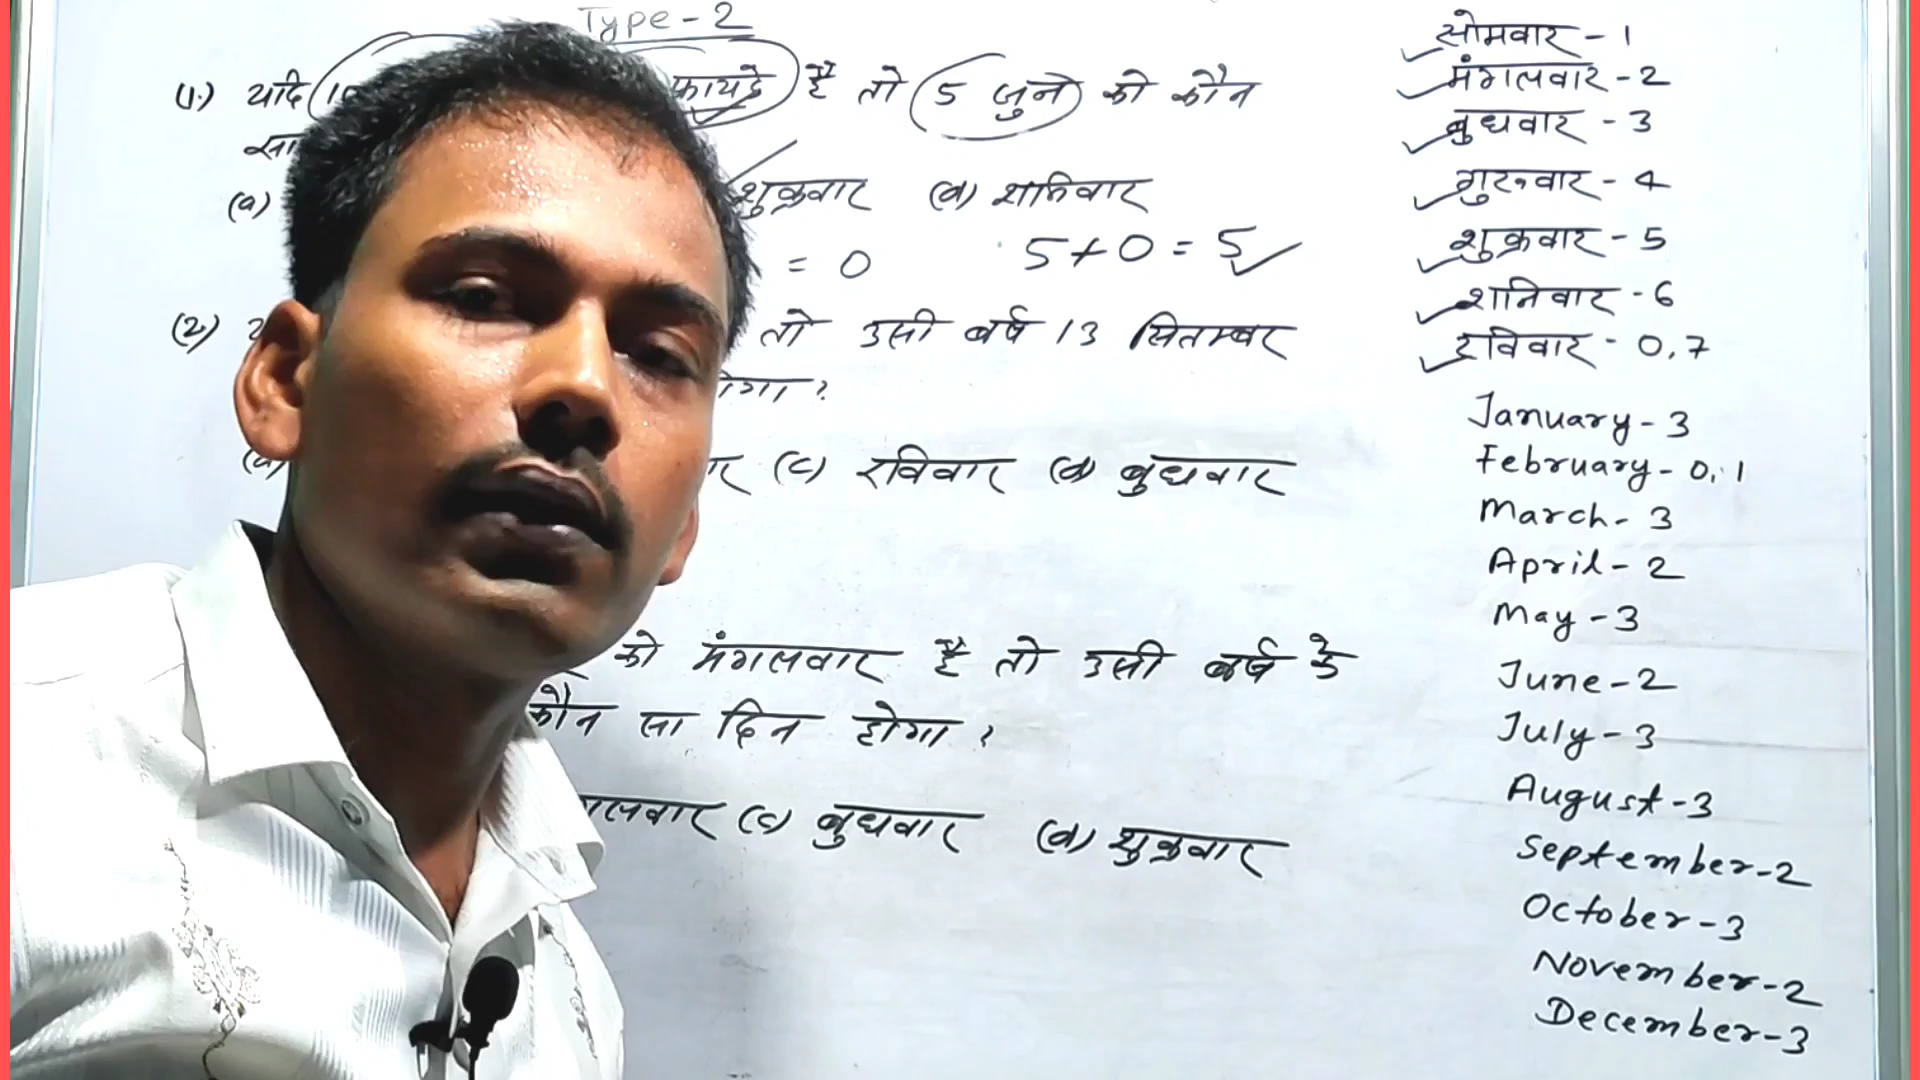 Type - 2
(1.) यदि है तो 5 जुन को कौन
(a) शुक्रवार (d) शनिवार
= 0 5 + 0 = 5
(2) तो उसी वर्ष 13 सितम्बर
(c) रविवार (d) बुधवार
को मंगलवार है तो उसी वर्ष के
कौन सा दिन होगा ?
(c) बुधवार (d) शुक्रवार
सोमवार - 1
मंगलवार - 2
बुधवार - 3
गुरुवार - 4
शुक्रवार - 5
शनिवार - 6
रविवार - 0,7
January - 3
February - 0, 1
March - 3
April - 2
May - 3
June - 2
July - 3
August - 3
September - 2
October - 3
November - 2
December - 3